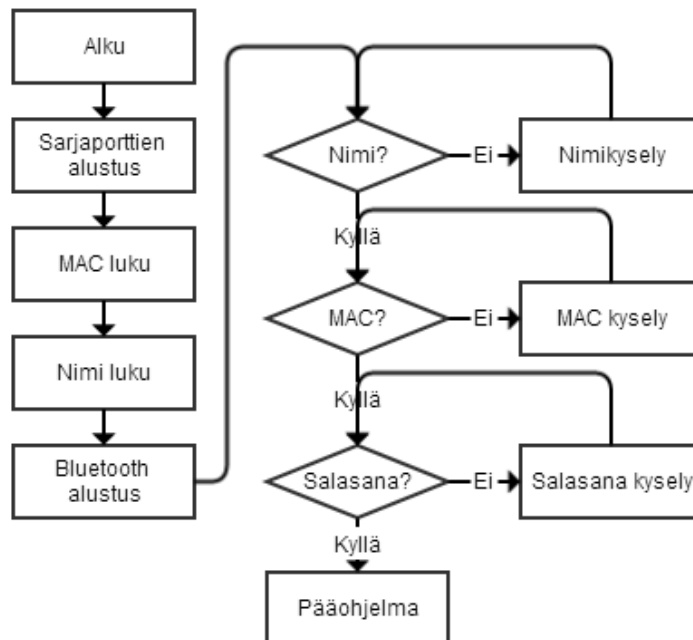 Alku
Sarjaporttien
alustus
MAC luku
Nimi luku
Bluetooth
alustus
Nimi?
Ei
Nimikysely
Kyllä
MAC?
Ei
MAC kysely
Kyllä
Salasana?
Ei
Salasana kysely
Kyllä
Pääohjelma